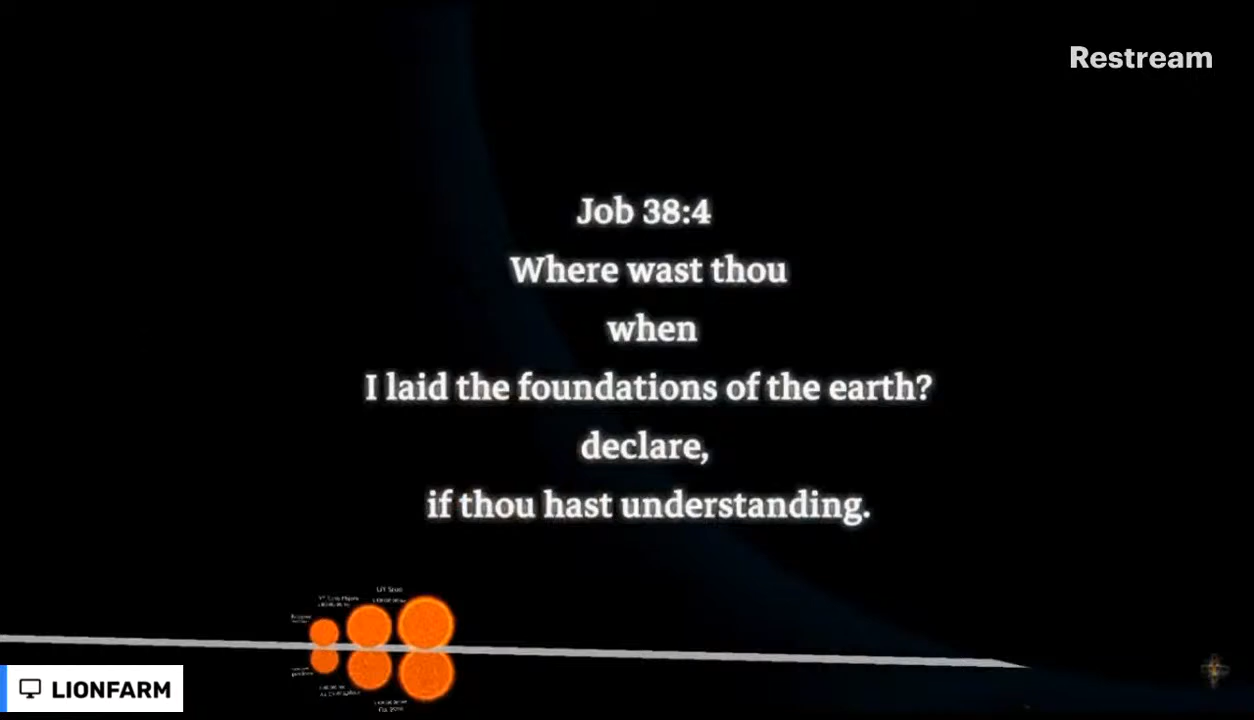 Restream
Job 38:4
Where wast thou
when
I laid the foundations of the earth?
declare,
if thou hast understanding.
UY Scuti
LIONFARM